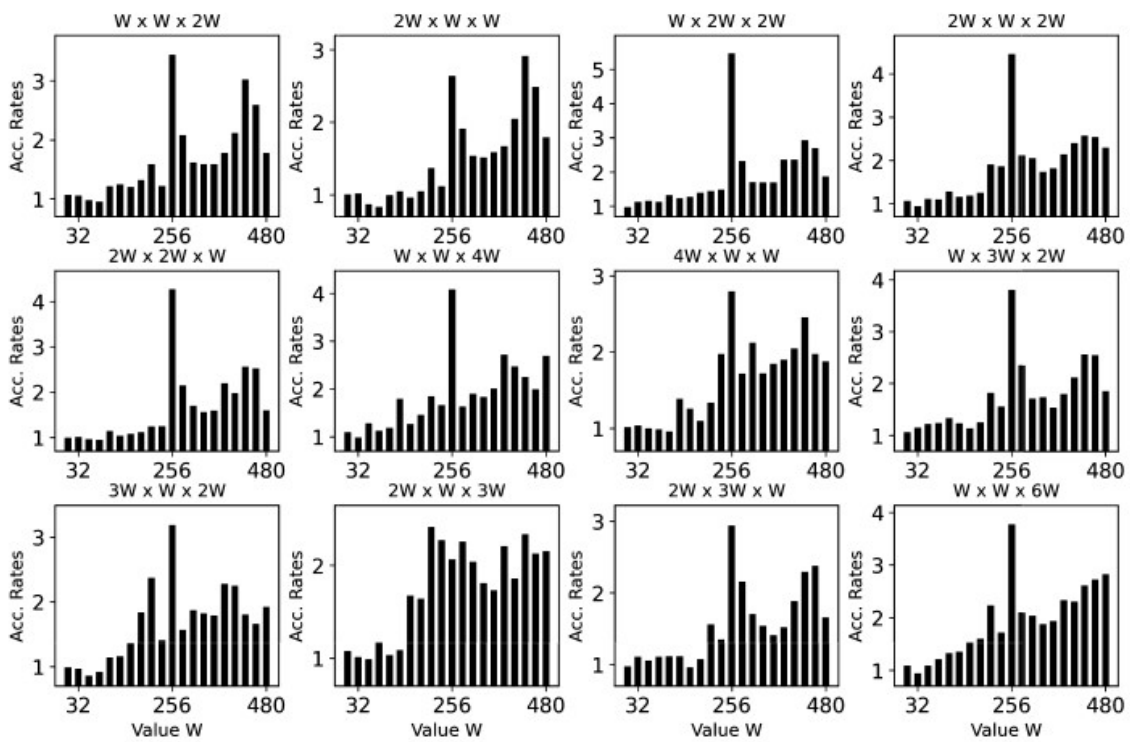 W x W x 2W
2W x W x W
W x 2W x 2W
2W x W x 2W
Acc. Rates
3
2
1
32
256
480
Acc. Rates
3
2
1
32
256
480
Acc. Rates
5
4
3
2
1
32
256
480
Acc. Rates
4
3
2
1
32
256
480
2W x 2W x W
W x W x 4W
4W x W x W
W x 3W x 2W
Acc. Rates
4
3
2
1
32
256
480
Acc. Rates
4
3
2
1
32
256
480
Acc. Rates
3
2
1
32
256
480
Acc. Rates
4
3
2
1
32
256
480
3W x W x 2W
2W x W x 3W
2W x 3W x W
W x W x 6W
Acc. Rates
3
2
1
32
256
480
Value W
Acc. Rates
2
1
32
256
480
Value W
Acc. Rates
3
2
1
32
256
480
Value W
Acc. Rates
4
3
2
1
32
256
480
Value W